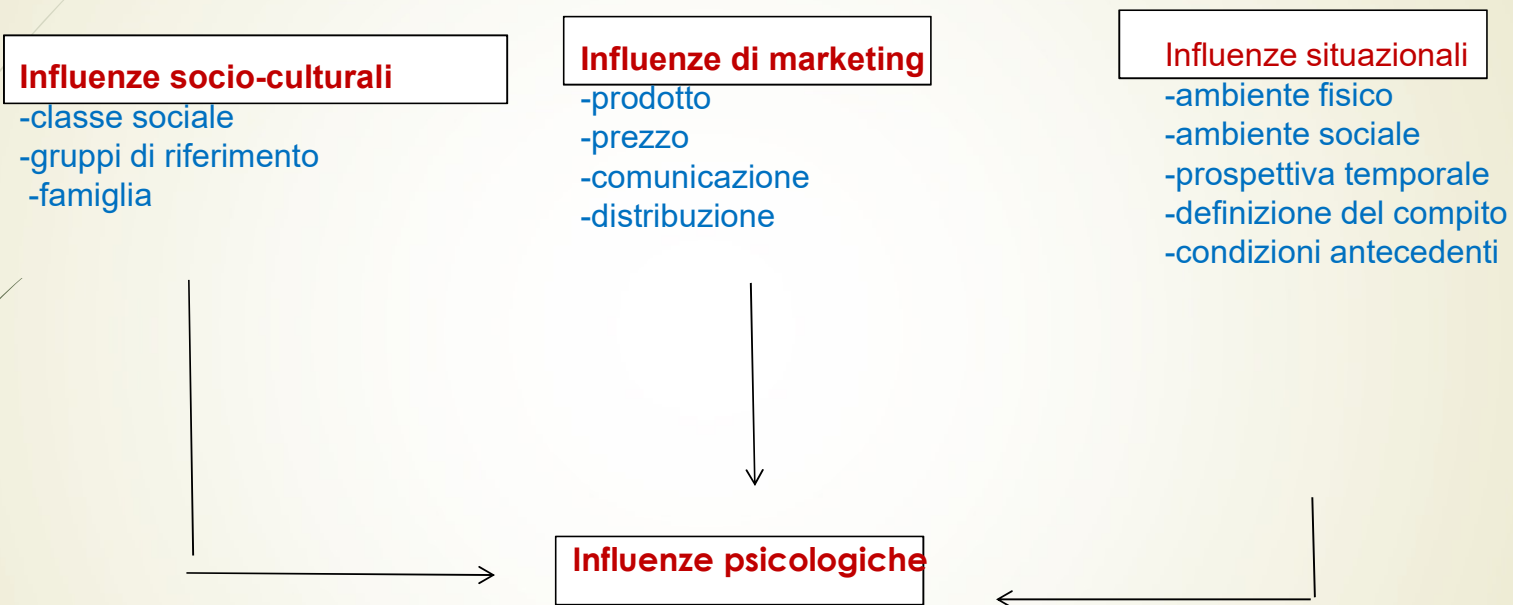 Influenze socio-culturali
-classe sociale
-gruppi di riferimento
-famiglia
Influenze di marketing
-prodotto
-prezzo
-comunicazione
-distribuzione
Influenze situazionali
-ambiente fisico
-ambiente sociale
-prospettiva temporale
-definizione del compito
-condizioni antecedenti
Influenze psicologiche